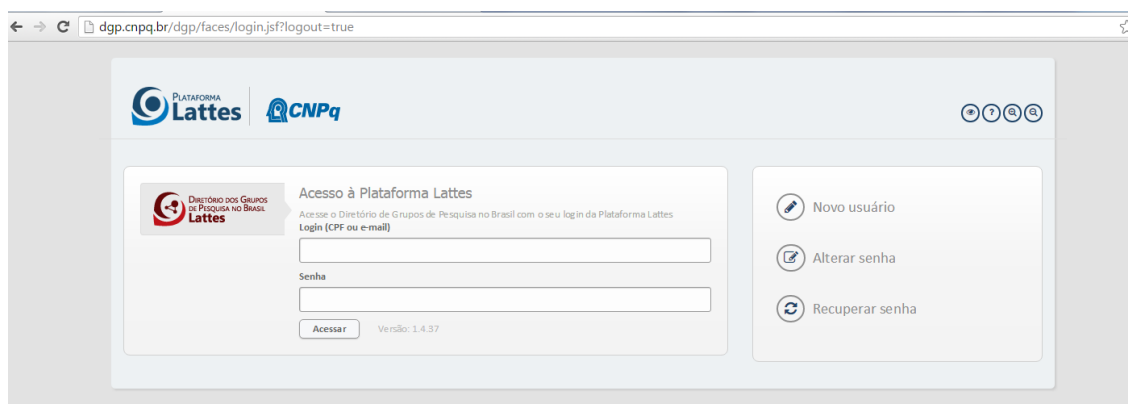 dgp.cnpq.br/dgp/faces/login.jsf?logout=true
PLATAFORMA
Lattes
CNPq
DIRETÓRIO DOS GRUPOS
DE PESQUISA NO BRASIL
Lattes
Acesso à Plataforma Lattes
Acesse o Diretório de Grupos de Pesquisa no Brasil com o seu login da Plataforma Lattes
Login (CPF ou e-mail)
Senha
Acessar
Versão: 1.4.37
Novo usuário
Alterar senha
Recuperar senha